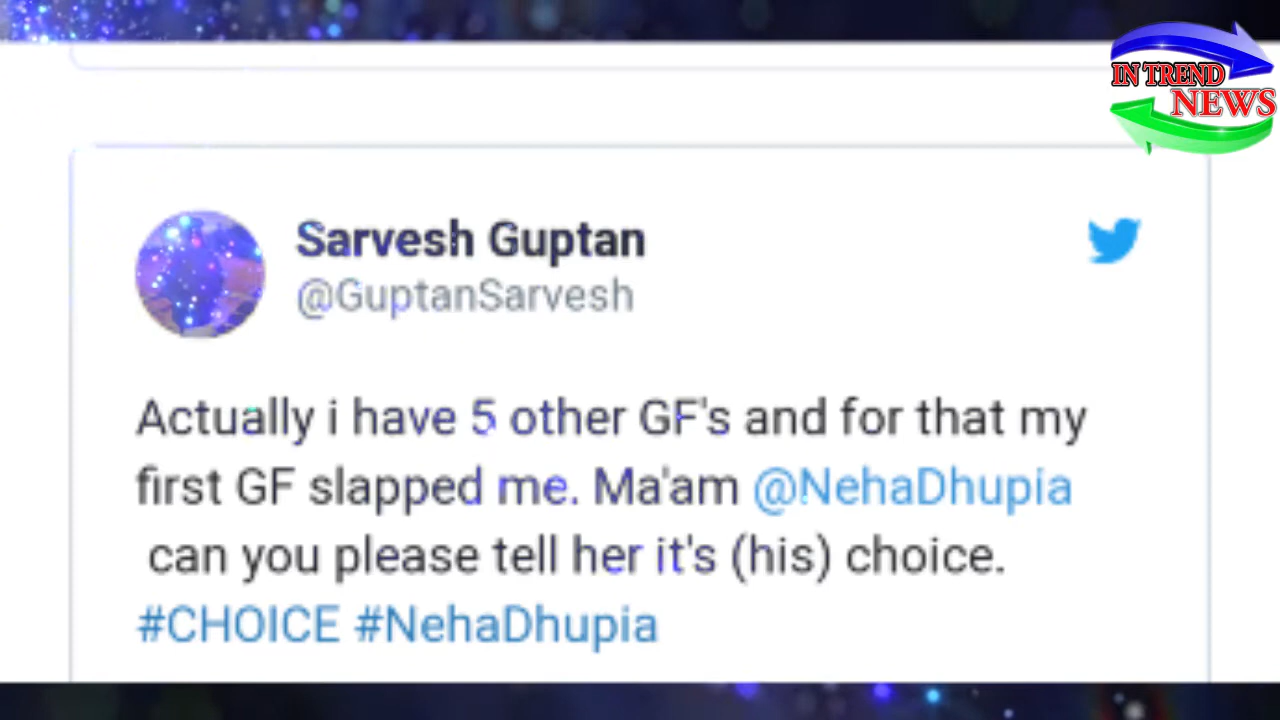 IN TREND
NEWS
Sarvesh Guptan
@GuptanSarvesh
Actually i have 5 other GF's and for that my
first GF slapped me. Ma'am @NehaDhupia
can you please tell her it's (his) choice.
#CHOICE #NehaDhupia